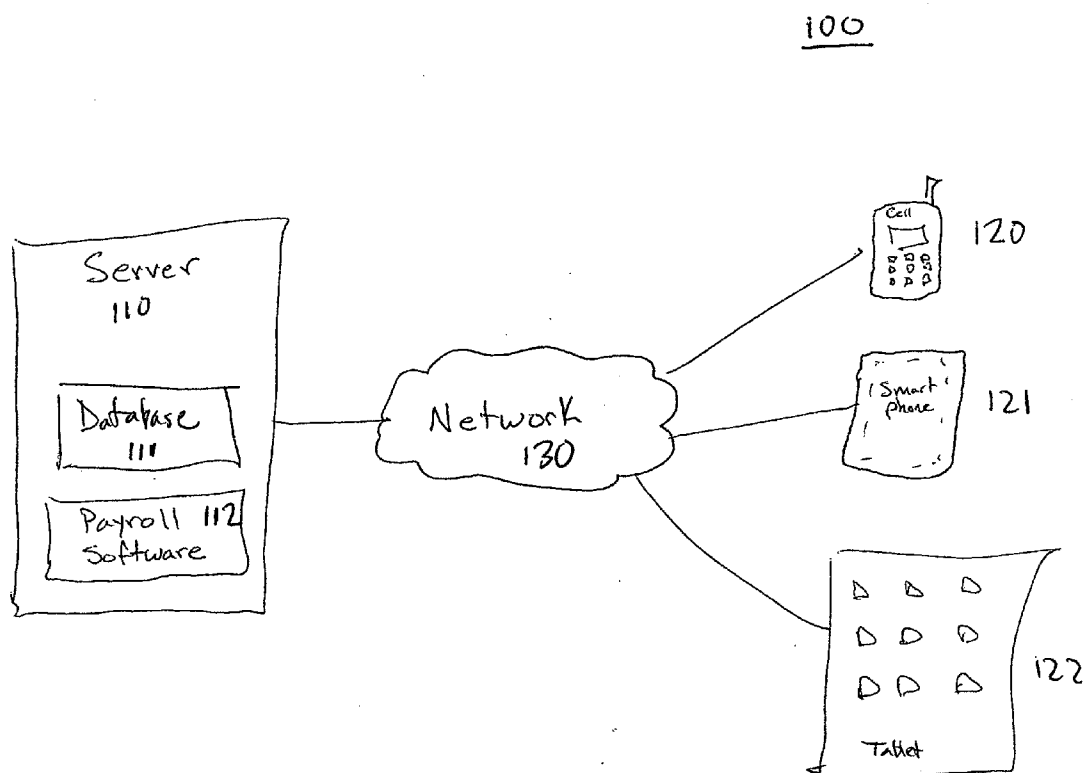 100
Server
110
Database
111
Payroll 112
Software
Network
130
Cell
120
Smart
phone
121
122
Tablet